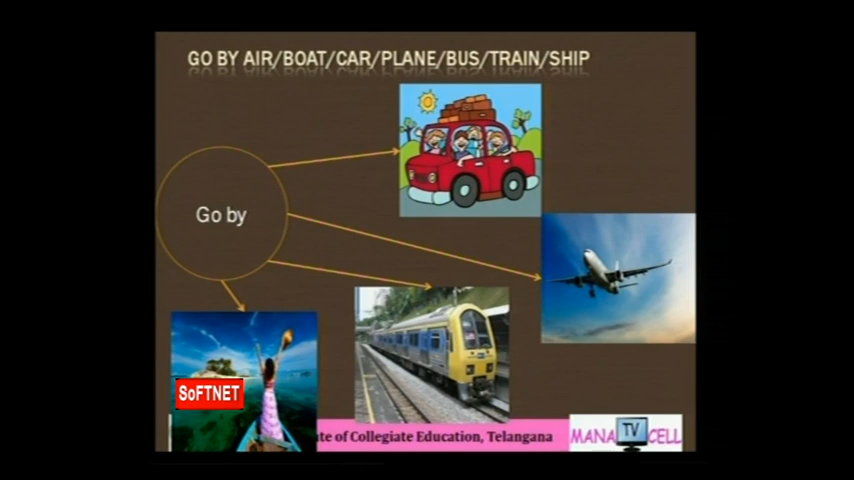 GO BY AIR/BOAT/CAR/PLANE/BUS/TRAIN/SHIP
Go by
SoFTNET
te of Collegiate Education, Telangana
MANA TV CELL